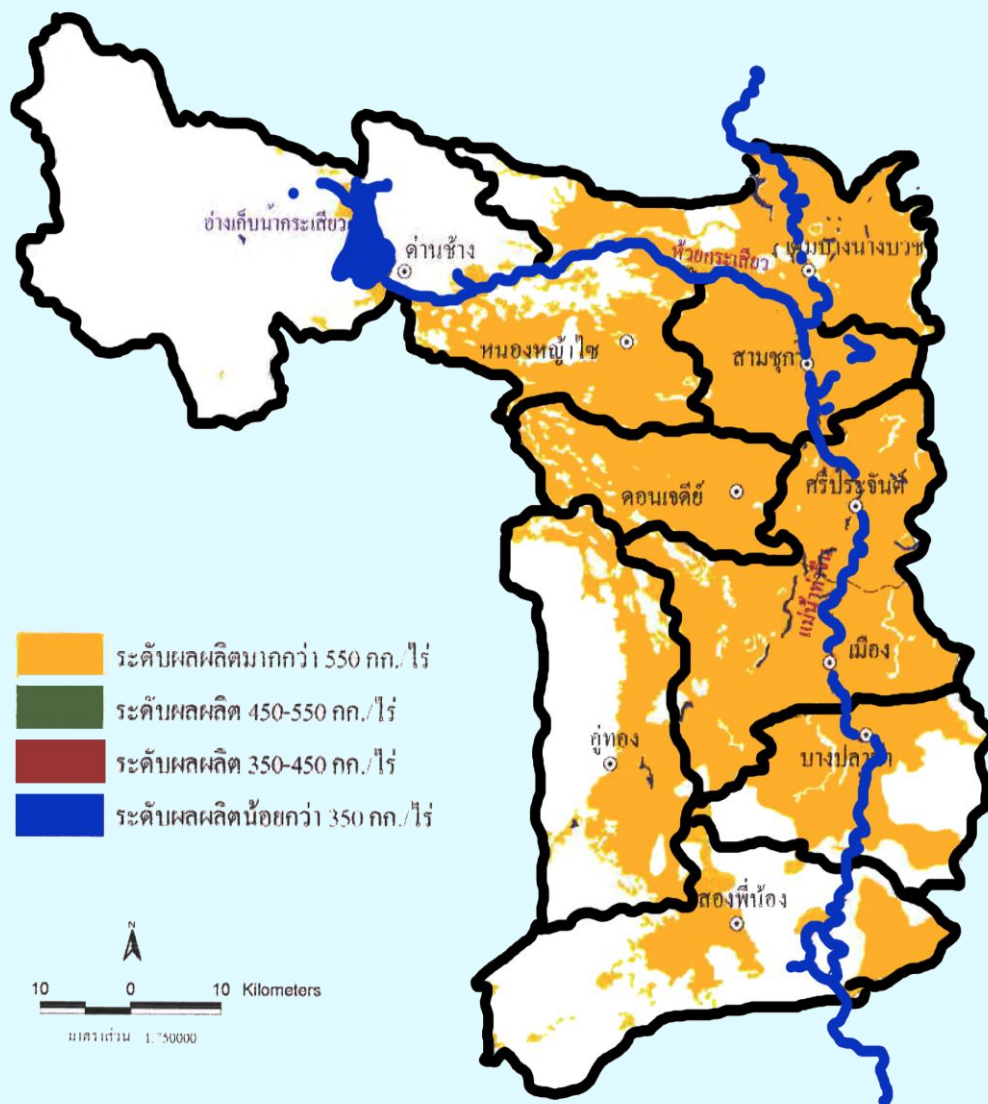 อ่างเก็บน้ำกระเสียว
ด่านช้าง
ห้วยกระเสียว
เดิมบางนางบวช
หนองหญ้าไซ
สามชุก
ดอนเจดีย์
ศรีประจันต์
แม่น้ำท่าจีน
เมือง
อู่ทอง
บางปลาม้า
สองพี่น้อง
ระดับผลผลิตมากกว่า 550 กก./ไร่
ระดับผลผลิต 450-550 กก./ไร่
ระดับผลผลิต 350-450 กก./ไร่
ระดับผลผลิตน้อยกว่า 350 กก./ไร่
N
10 0 10 Kilometers
มาตราส่วน 1:750000